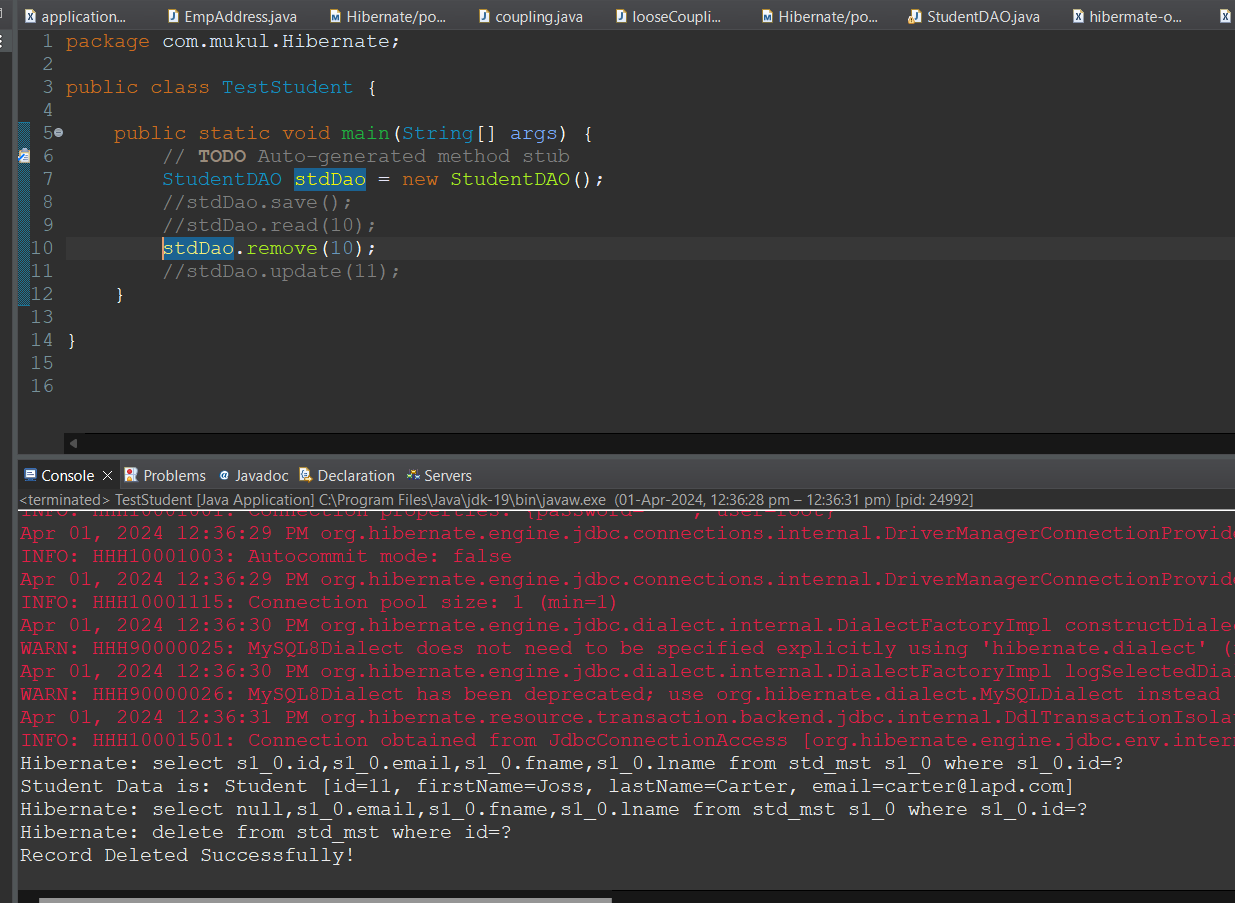 application... EmpAddress.java Hibernate/po... coupling.java looseCoupli... Hibernate/po... StudentDAO.java hibermate-o...
1 package com.mukul.Hibernate;
2
3 public class TestStudent {
4
5 public static void main(String[] args) {
6 // TODO Auto-generated method stub
7 StudentDAO stdDao = new StudentDAO();
8 //stdDao.save();
9 //stdDao.read(10);
10 stdDao.remove(10);
11 //stdDao.update(11);
12 }
13
14 }
15
16
Console Problems Javadoc Declaration Servers
<terminated> TestStudent [Java Application] C:\Program Files\Java\jdk-19\bin\javaw.exe (01-Apr-2024, 12:36:28 pm – 12:36:31 pm) [pid: 24992]
INFO: HHH10001001: Connection properties: {password=****, user=root}
Apr 01, 2024 12:36:29 PM org.hibernate.engine.jdbc.connections.internal.DriverManagerConnectionProvide
INFO: HHH10001003: Autocommit mode: false
Apr 01, 2024 12:36:29 PM org.hibernate.engine.jdbc.connections.internal.DriverManagerConnectionProvide
INFO: HHH10001115: Connection pool size: 1 (min=1)
Apr 01, 2024 12:36:30 PM org.hibernate.engine.jdbc.dialect.internal.DialectFactoryImpl constructDiale
WARN: HHH90000025: MySQL8Dialect does not need to be specified explicitly using 'hibernate.dialect' (
Apr 01, 2024 12:36:30 PM org.hibernate.engine.jdbc.dialect.internal.DialectFactoryImpl logSelectedDia
WARN: HHH90000026: MySQL8Dialect has been deprecated; use org.hibernate.dialect.MySQLDialect instead
Apr 01, 2024 12:36:31 PM org.hibernate.resource.transaction.backend.jdbc.internal.DdlTransactionIsola
INFO: HHH10001501: Connection obtained from JdbcConnectionAccess [org.hibernate.engine.jdbc.env.inter
Hibernate: select s1_0.id,s1_0.email,s1_0.fname,s1_0.lname from std_mst s1_0 where s1_0.id=?
Student Data is: Student [id=11, firstName=Joss, lastName=Carter, email=carter@lapd.com]
Hibernate: select null,s1_0.email,s1_0.fname,s1_0.lname from std_mst s1_0 where s1_0.id=?
Hibernate: delete from std_mst where id=?
Record Deleted Successfully!